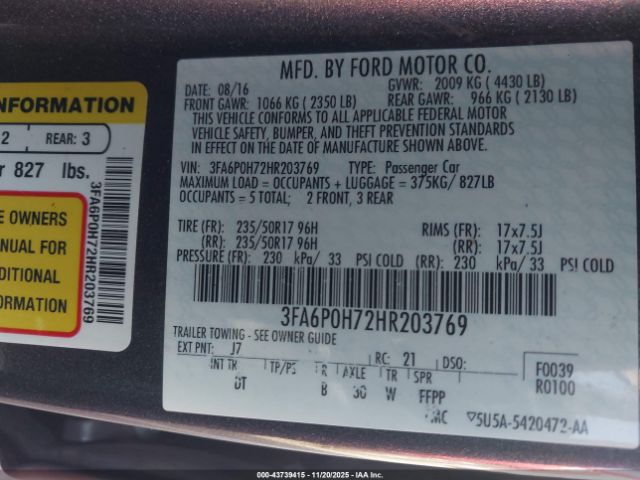 INFORMATION
2 REAR: 3
827 lbs.
E OWNERS
ANUAL FOR
DITIONAL
ORMATION
3FA6P0H72HR203769
MFD. BY FORD MOTOR CO.
DATE: 08/16 GVWR: 2009 KG ( 4430 LB)
FRONT GAWR: 1066 KG ( 2350 LB) REAR GAWR: 966 KG ( 2130 LB)
THIS VEHICLE CONFORMS TO ALL APPLICABLE FEDERAL MOTOR
VEHICLE SAFETY, BUMPER, AND THEFT PREVENTION STANDARDS
IN EFFECT ON THE DATE OF MANUFACTURE SHOWN ABOVE.
VIN: 3FA6P0H72HR203769 TYPE: Passenger Car
MAXIMUM LOAD = OCCUPANTS + LUGGAGE = 375KG/ 827LB
OCCUPANTS = 5 TOTAL; 2 FRONT, 3 REAR
TIRE (FR): 235/50R17 96H RIMS (FR): 17x7.5J
(RR): 235/50R17 96H (RR): 17x7.5J
PRESSURE (FR): 230 kPa/ 33 PSI COLD (RR): 230 kPa/ 33 PSI COLD
3FA6P0H72HR203769
TRAILER TOWING - SEE OWNER GUIDE
EXT PNT: J7 RC: 21 DSO: F0039
INT TR TP/PS R AXLE TR SPR R0100
DT B 30 W FFPP
5U5A-5420472-AA
000-43739415 - 11/20/2025 - IAAI.com